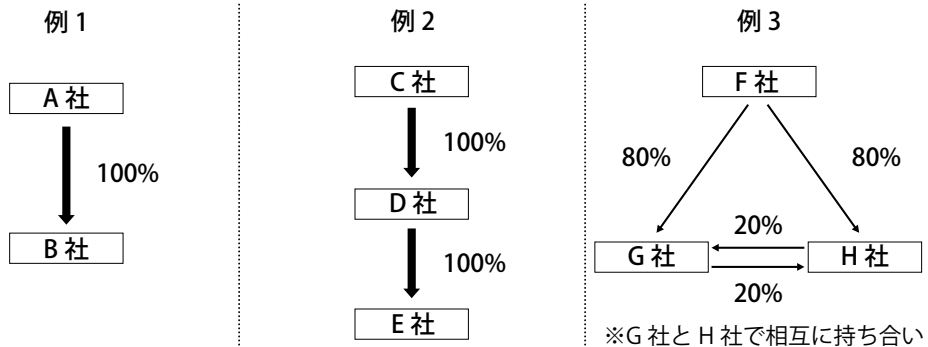 例 1
A 社
100%
B 社
例 2
C 社
100%
D 社
100%
E 社
例 3
F 社
80%
80%
20%
G 社
H 社
20%
※G 社と H 社で相互に持ち合い